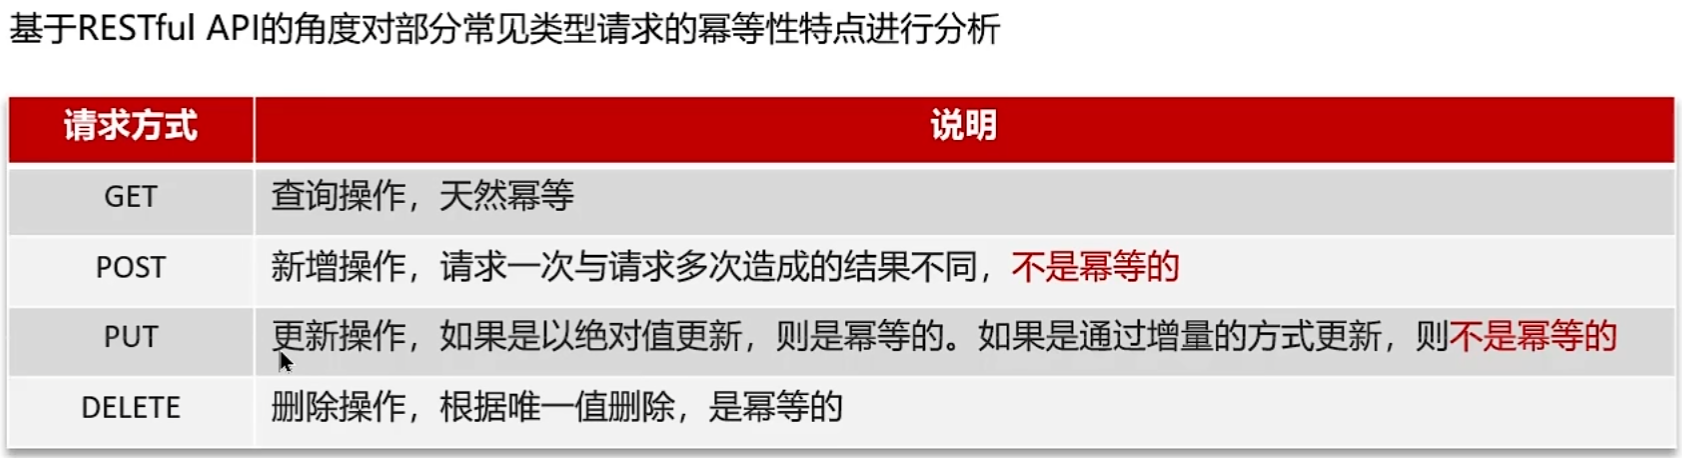 基于RESTful API的角度对部分常见类型请求的幂等性特点进行分析
请求方式 说明
GET 查询操作，天然幂等
POST 新增操作，请求一次与请求多次造成的结果不同，不是幂等的
PUT 更新操作，如果是以绝对值更新，则是幂等的。如果是通过增量的方式更新，则不是幂等的
DELETE 删除操作，根据唯一值删除，是幂等的